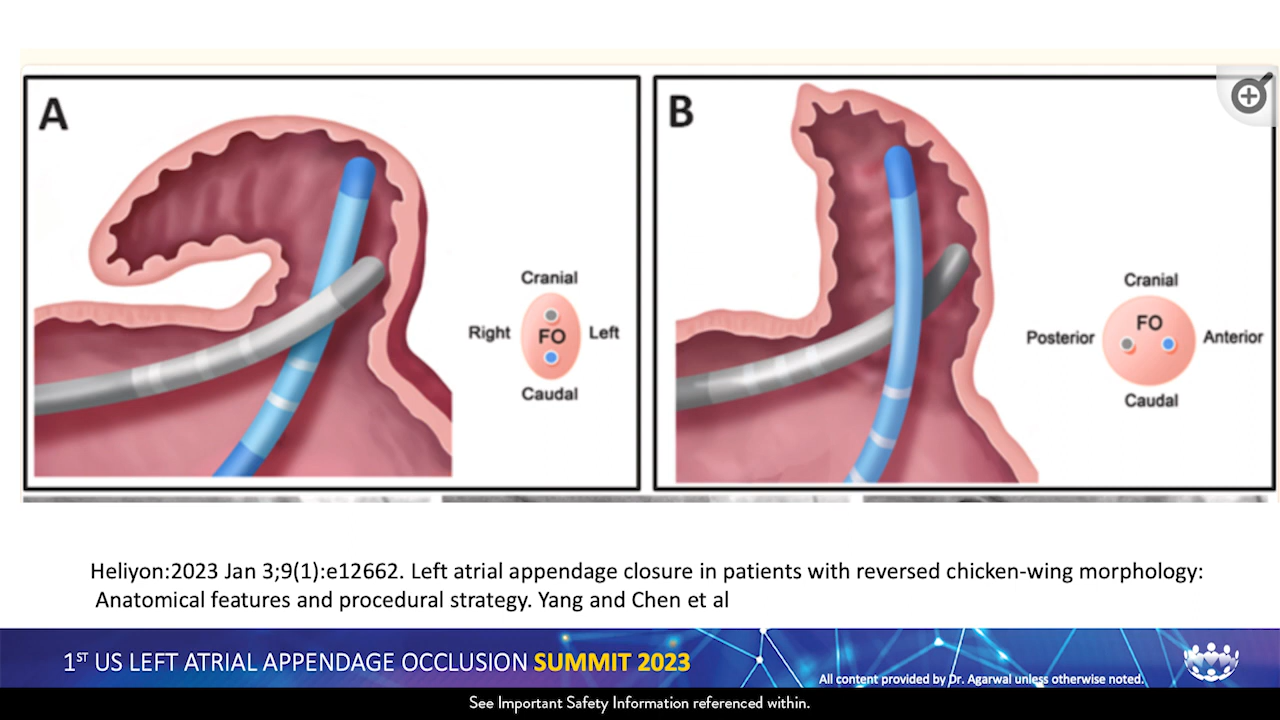 A
Cranial
Right FO Left
Caudal
B
Cranial
FO
Posterior Anterior
Caudal
Heliyon:2023 Jan 3;9(1):e12662. Left atrial appendage closure in patients with reversed chicken-wing morphology:
Anatomical features and procedural strategy. Yang and Chen et al
1ST US LEFT ATRIAL APPENDAGE OCCLUSION SUMMIT 2023
All content provided by Dr. Agarwal unless otherwise noted.
See Important Safety Information referenced within.